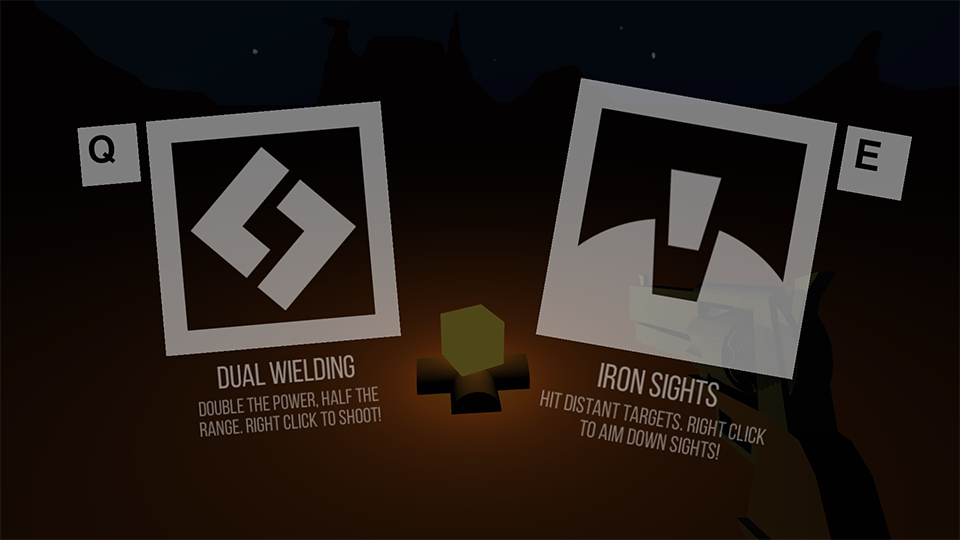 Q
DUAL WIELDING
DOUBLE THE POWER, HALF THE
RANGE. RIGHT CLICK TO SHOOT!
E
IRON SIGHTS
HIT DISTANT TARGETS. RIGHT CLICK
TO AIM DOWN SIGHTS!